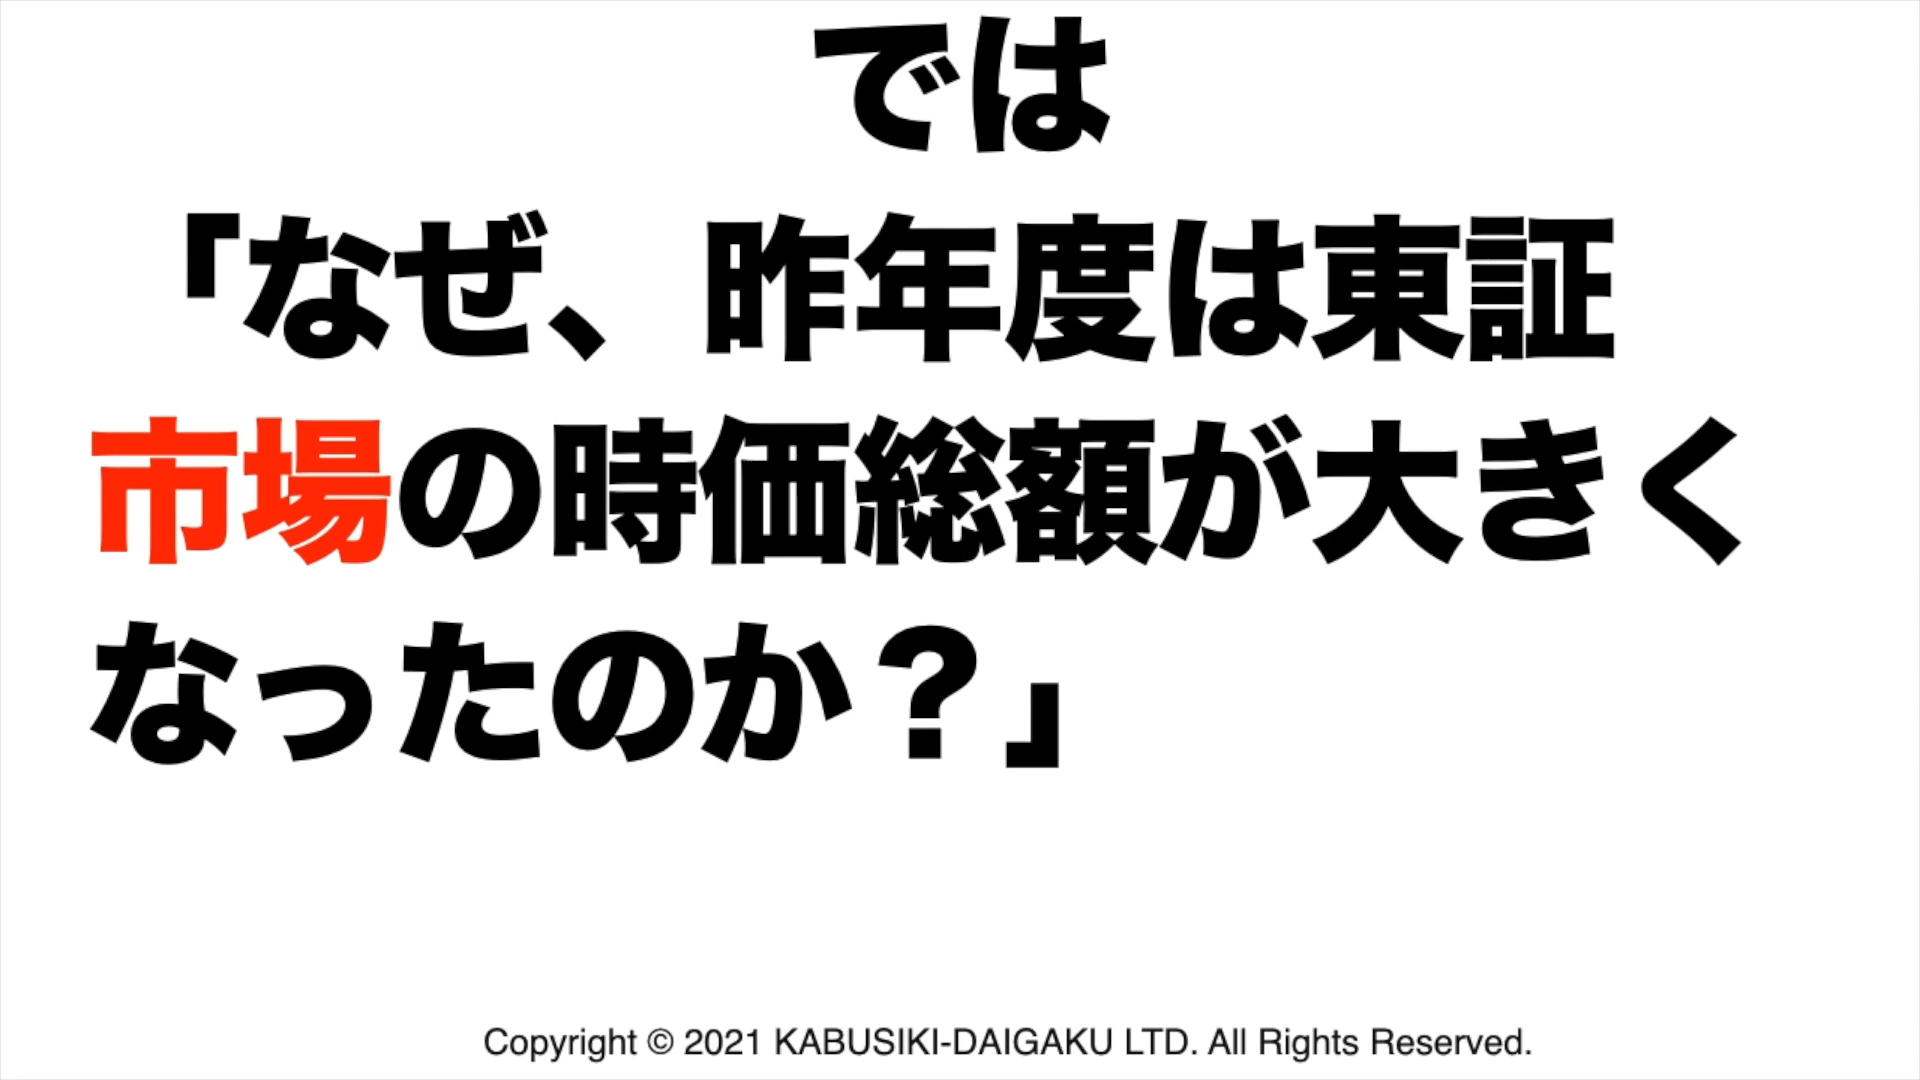 では
「なぜ、昨年度は東証
市場の時価総額が大きく
なったのか？」
Copyright © 2021 KABUSIKI-DAIGAKU LTD. All Rights Reserved.